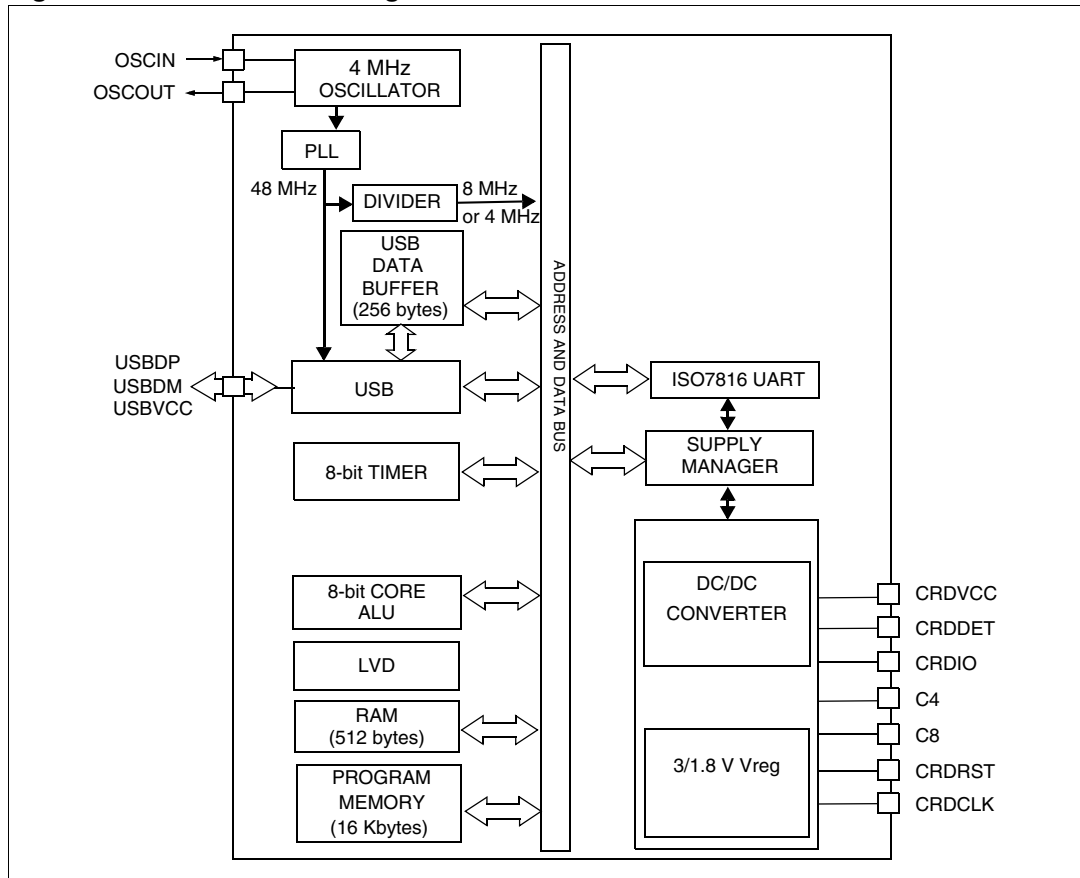 OSCIN
OSCOUT
4 MHz
OSCILLATOR
PLL
48 MHz
DIVIDER
8 MHz
or 4 MHz
USB
DATA
BUFFER
(256 bytes)
USBDP
USBDM
USBVCC
USB
8-bit TIMER
8-bit CORE
ALU
LVD
RAM
(512 bytes)
PROGRAM
MEMORY
(16 Kbytes)
ADDRESS AND DATA BUS
ISO7816 UART
SUPPLY
MANAGER
DC/DC
CONVERTER
3/1.8 V Vreg
CRDVCC
CRDDET
CRDIO
C4
C8
CRDRST
CRDCLK